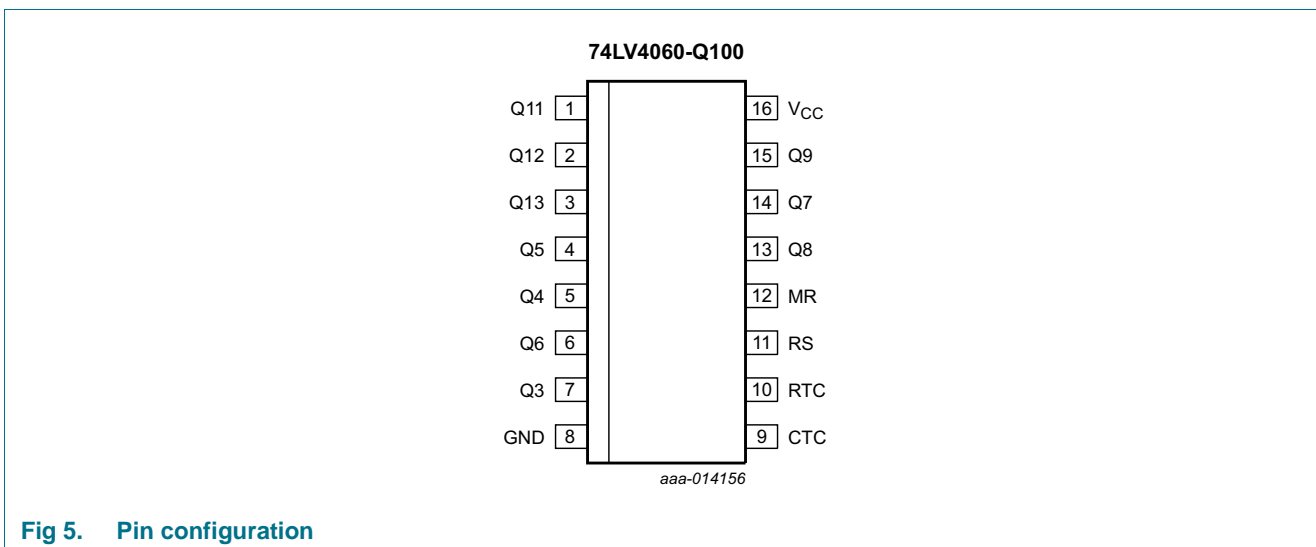 74LV4060-Q100
Q11 1 16 VCC
Q12 2 15 Q9
Q13 3 14 Q7
Q5 4 13 Q8
Q4 5 12 MR
Q6 6 11 RS
Q3 7 10 RTC
GND 8 9 CTC
aaa-014156
Fig 5. Pin configuration